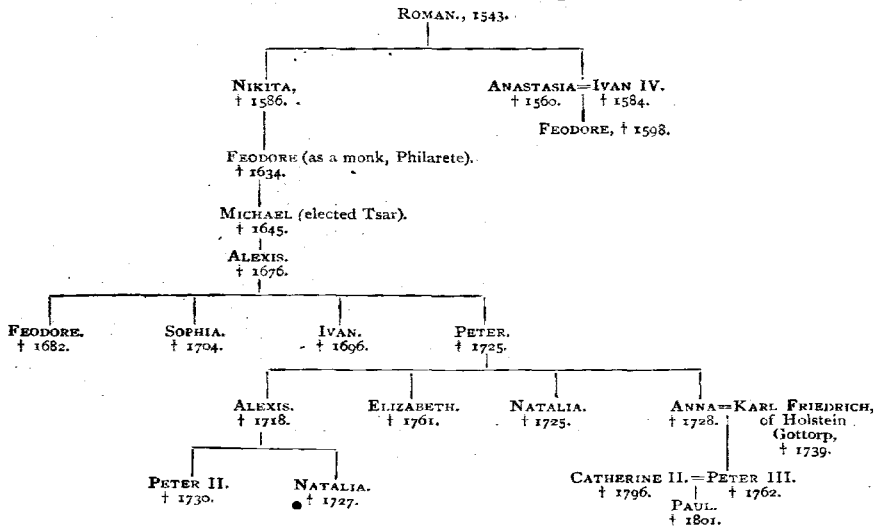 ROMAN., 1543.
NIKITA, ANASTASIA=IVAN IV.
† 1586. † 1560. † 1584.
FEODORE, † 1598.
FEODORE (as a monk, Philarete).
† 1634.
MICHAEL (elected Tsar).
† 1645.
ALEXIS.
† 1676.
FEODORE. SOPHIA. IVAN. PETER.
† 1682. † 1704. † 1696. † 1725.
ALEXIS. ELIZABETH. NATALIA. ANNA=KARL FRIEDRICH,
† 1718. † 1761. † 1725. † 1728. of Holstein
Gottorp,
† 1739.
PETER II. NATALIA. CATHERINE II.=PETER III.
† 1730. † 1727. † 1796. † 1762.
PAUL.
† 1801.